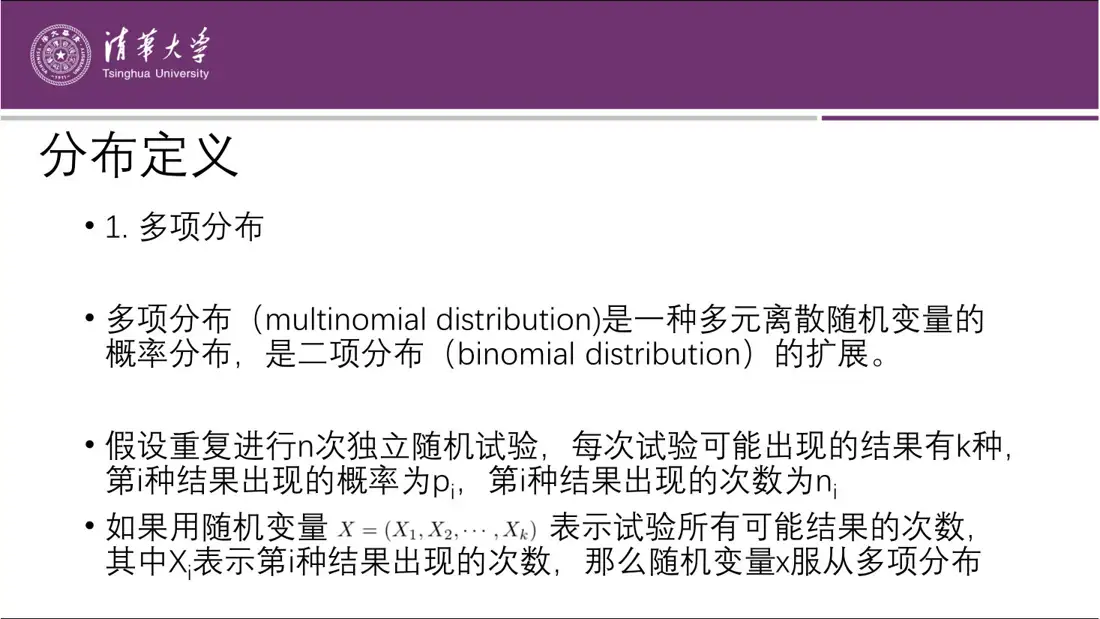 清华大学
Tsinghua University
分布定义
• 1. 多项分布
• 多项分布（multinomial distribution)是一种多元离散随机变量的
概率分布，是二项分布（binomial distribution）的扩展。
• 假设重复进行n次独立随机试验，每次试验可能出现的结果有k种，
第i种结果出现的概率为pᵢ，第i种结果出现的次数为nᵢ
• 如果用随机变量 X = (X₁, X₂, ⋯ , Xₖ) 表示试验所有可能结果的次数，
其中Xᵢ表示第i种结果出现的次数，那么随机变量x服从多项分布